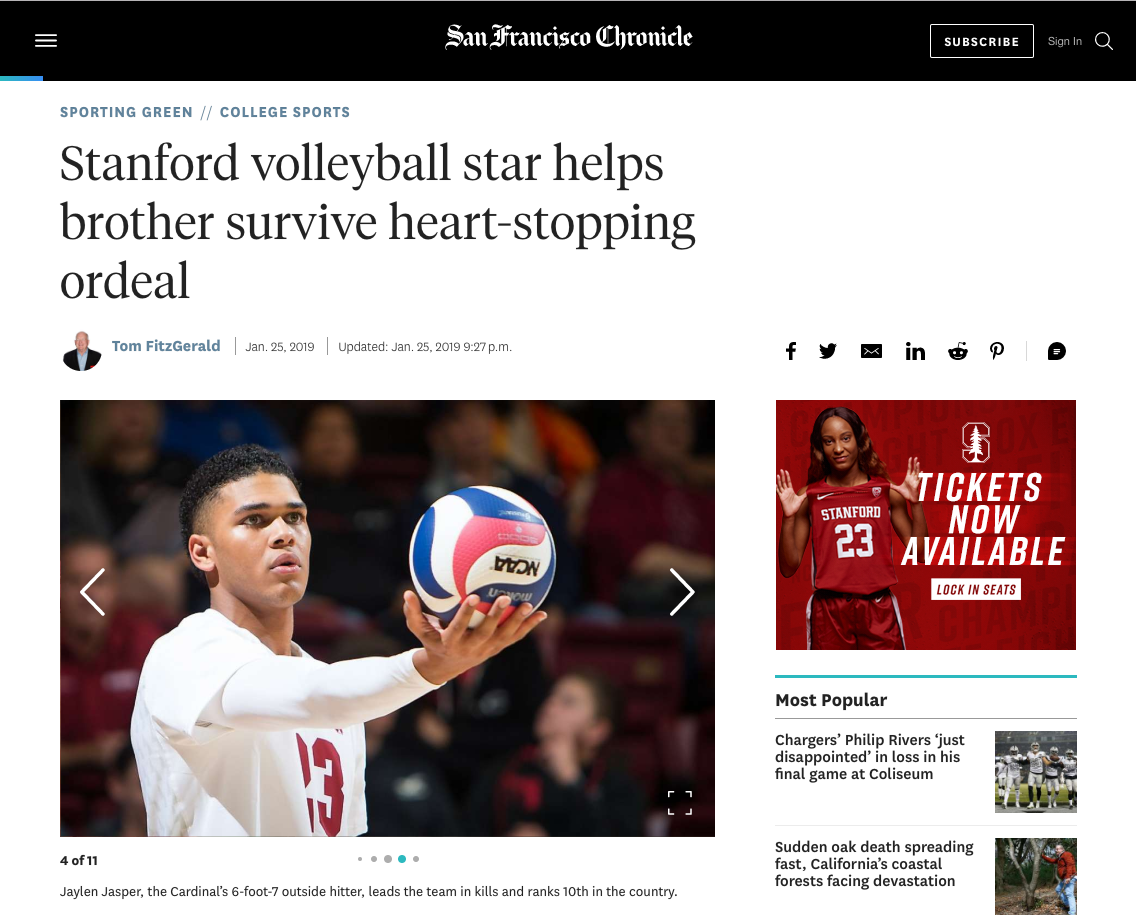 San Francisco Chronicle
SUBSCRIBE
Sign In
SPORTING GREEN // COLLEGE SPORTS
Stanford volleyball star helps
brother survive heart-stopping
ordeal
Tom FitzGerald
Jan. 25, 2019
Updated: Jan. 25, 2019 9:27 p.m.
NCAA
13
4 of 11
Jaylen Jasper, the Cardinal’s 6-foot-7 outside hitter, leads the team in kills and ranks 10th in the country.
S
STANFORD
23
TICKETS
NOW
AVAILABLE
LOCK IN SEATS
Most Popular
Chargers’ Philip Rivers ‘just
disappointed’ in loss in his
final game at Coliseum
Sudden oak death spreading
fast, California’s coastal
forests facing devastation